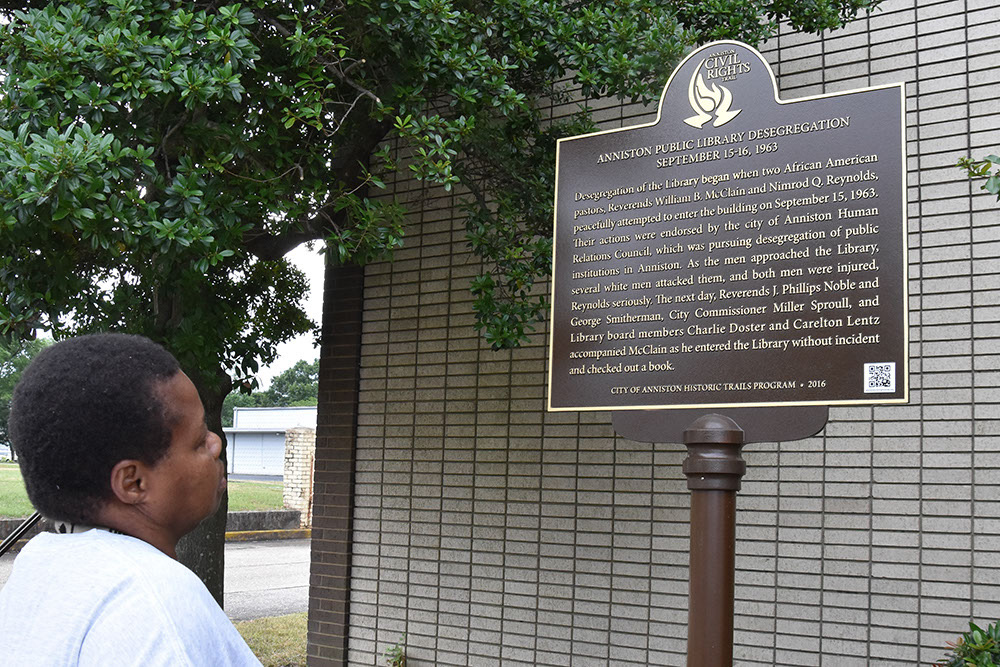 ANNISTON
CIVIL
RIGHTS
TRAIL
ANNISTON PUBLIC LIBRARY DESEGREGATION
SEPTEMBER 15-16, 1963
Desegregation of the Library began when two African American
pastors, Reverends William B. McClain and Nimrod Q. Reynolds,
peacefully attempted to enter the building on September 15, 1963.
Their actions were endorsed by the city of Anniston Human
Relations Council, which was pursuing desegregation of public
institutions in Anniston. As the men approached the Library,
several white men attacked them, and both men were injured,
Reynolds seriously. The next day, Reverends J. Phillips Noble and
George Smitherman, City Commissioner Miller Sproull, and
Library board members Charlie Doster and Carelton Lentz
accompanied McClain as he entered the Library without incident
and checked out a book.
CITY OF ANNISTON HISTORIC TRAILS PROGRAM • 2016